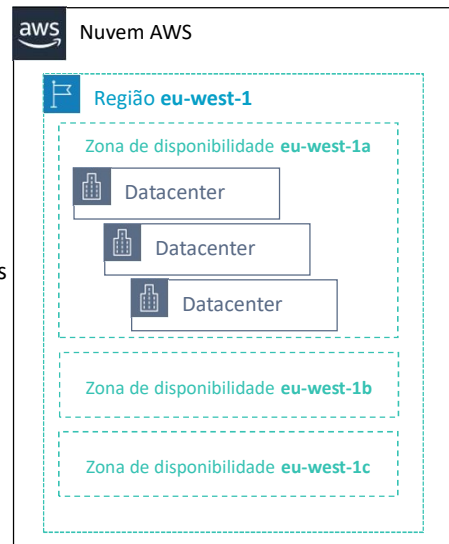 aws
Nuvem AWS
Região eu-west-1
Zona de disponibilidade eu-west-1a
Datacenter
Datacenter
Datacenter
s
Zona de disponibilidade eu-west-1b
Zona de disponibilidade eu-west-1c